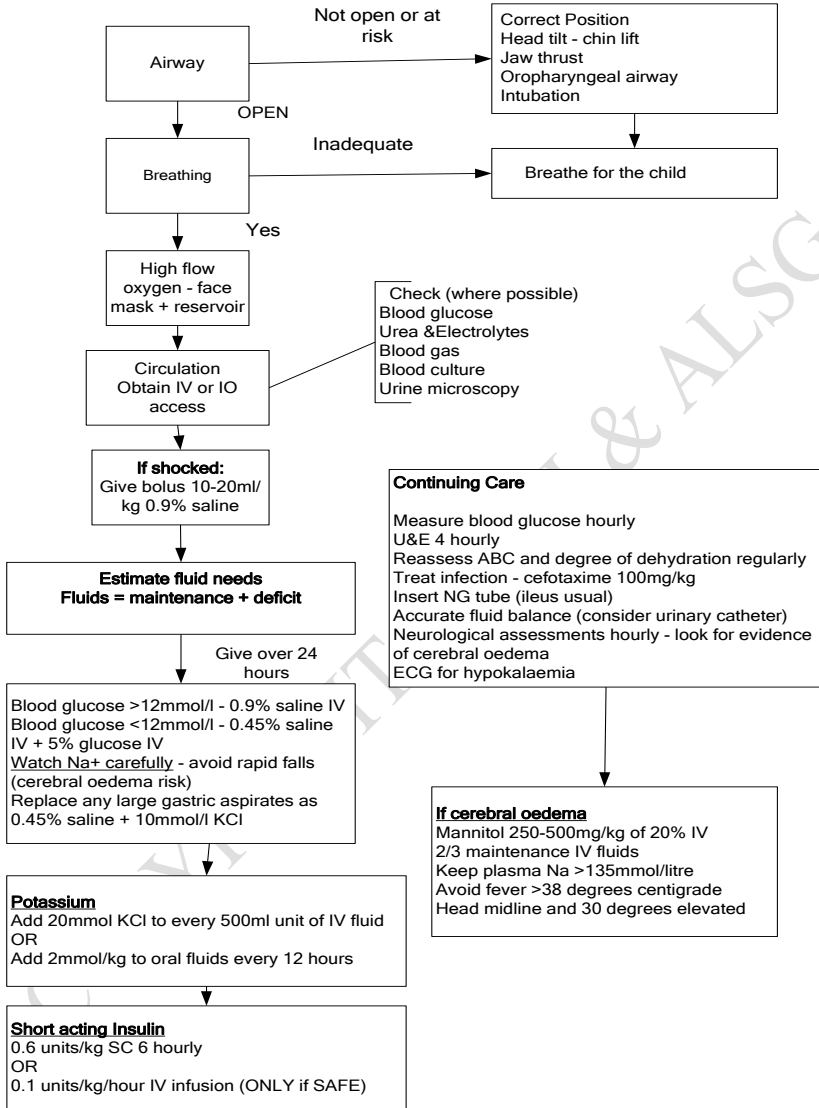 Airway
Not open or at
risk
Correct Position
Head tilt - chin lift
Jaw thrust
Oropharyngeal airway
Intubation
OPEN
Breathing
Inadequate
Breathe for the child
Yes
High flow
oxygen - face
mask + reservoir
Circulation
Obtain IV or IO
access
Check (where possible)
Blood glucose
Urea &Electrolytes
Blood gas
Blood culture
Urine microscopy
If shocked:
Give bolus 10-20ml/
kg 0.9% saline
Estimate fluid needs
Fluids = maintenance + deficit
Give over 24
hours
Blood glucose >12mmol/l - 0.9% saline IV
Blood glucose <12mmol/l - 0.45% saline
IV + 5% glucose IV
Watch Na+ carefully - avoid rapid falls
(cerebral oedema risk)
Replace any large gastric aspirates as
0.45% saline + 10mmol/l KCl
Potassium
Add 20mmol KCl to every 500ml unit of IV fluid
OR
Add 2mmol/kg to oral fluids every 12 hours
Short acting Insulin
0.6 units/kg SC 6 hourly
OR
0.1 units/kg/hour IV infusion (ONLY if SAFE)
Continuing Care
Measure blood glucose hourly
U&E 4 hourly
Reassess ABC and degree of dehydration regularly
Treat infection - cefotaxime 100mg/kg
Insert NG tube (ileus usual)
Accurate fluid balance (consider urinary catheter)
Neurological assessments hourly - look for evidence
of cerebral oedema
ECG for hypokalaemia
If cerebral oedema
Mannitol 250-500mg/kg of 20% IV
2/3 maintenance IV fluids
Keep plasma Na >135mmol/litre
Avoid fever >38 degrees centigrade
Head midline and 30 degrees elevated
& ALSG